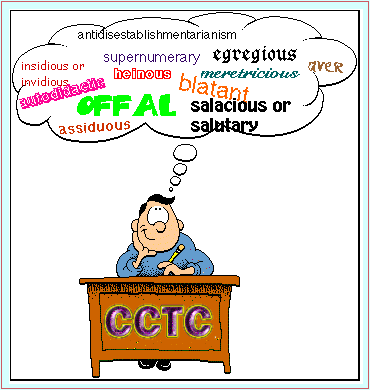 antidisestablishmentarianism
supernumerary
egregious
insidious or
invidious
heinous
meretricious
aver
autodidactic
blatant
OFFAL
salacious or
salutary
assiduous
CCTC